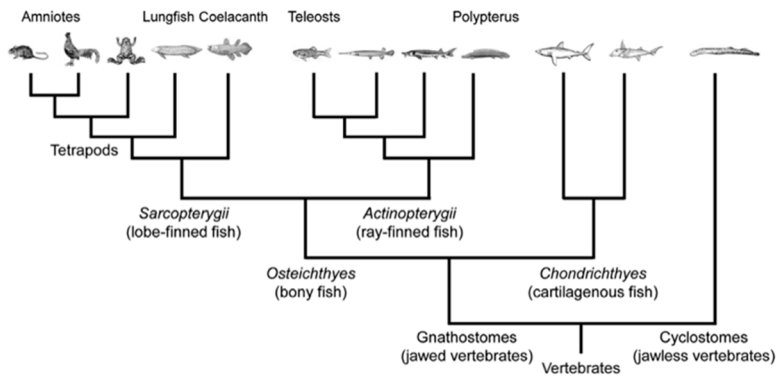 Amniotes
Lungfish Coelacanth
Teleosts
Polypterus
Tetrapods
Sarcopterygii
(lobe-finned fish)
Actinopterygii
(ray-finned fish)
Osteichthyes
(bony fish)
Chondrichthyes
(cartilagenous fish)
Gnathostomes
(jawed vertebrates)
Cyclostomes
(jawless vertebrates)
Vertebrates